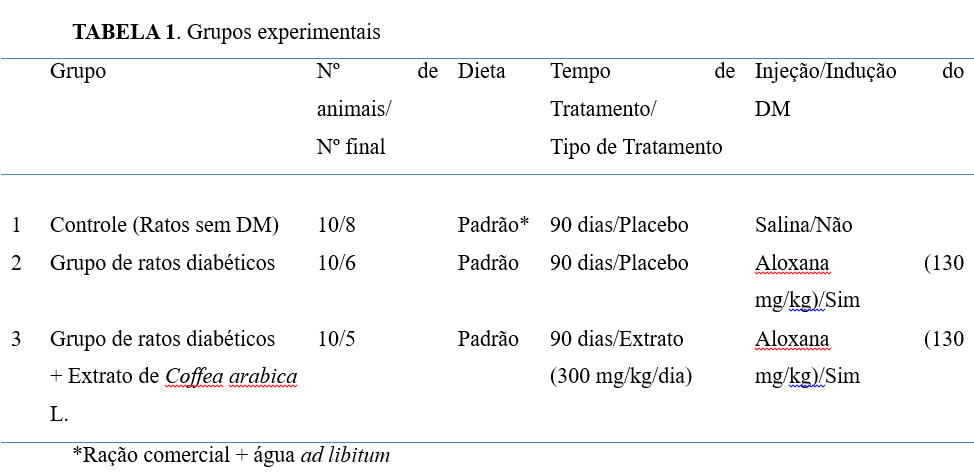 TABELA 1. Grupos experimentais
Grupo Nº de Dieta Tempo de Injeção/Indução do
animais/ Tratamento/ DM
Nº final Tipo de Tratamento
1 Controle (Ratos sem DM) 10/8 Padrão* 90 dias/Placebo Salina/Não
2 Grupo de ratos diabéticos 10/6 Padrão 90 dias/Placebo Aloxana (130
mg/kg)/Sim
3 Grupo de ratos diabéticos 10/5 Padrão 90 dias/Extrato Aloxana (130
+ Extrato de Coffea arabica (300 mg/kg/dia) mg/kg)/Sim
L.
*Ração comercial + água ad libitum